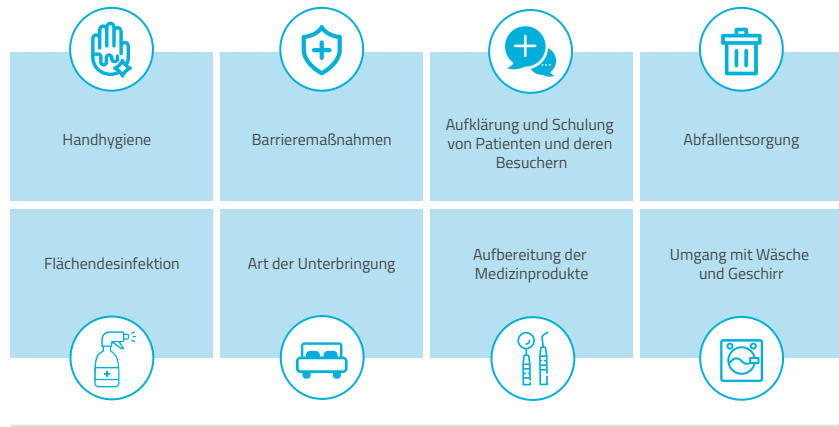 Handhygiene
Barrieremaßnahmen
Aufklärung und Schulung
von Patienten und deren
Besuchern
Abfallentsorgung
Flächendesinfektion
Art der Unterbringung
Aufbereitung der
Medizinprodukte
Umgang mit Wäsche
und Geschirr